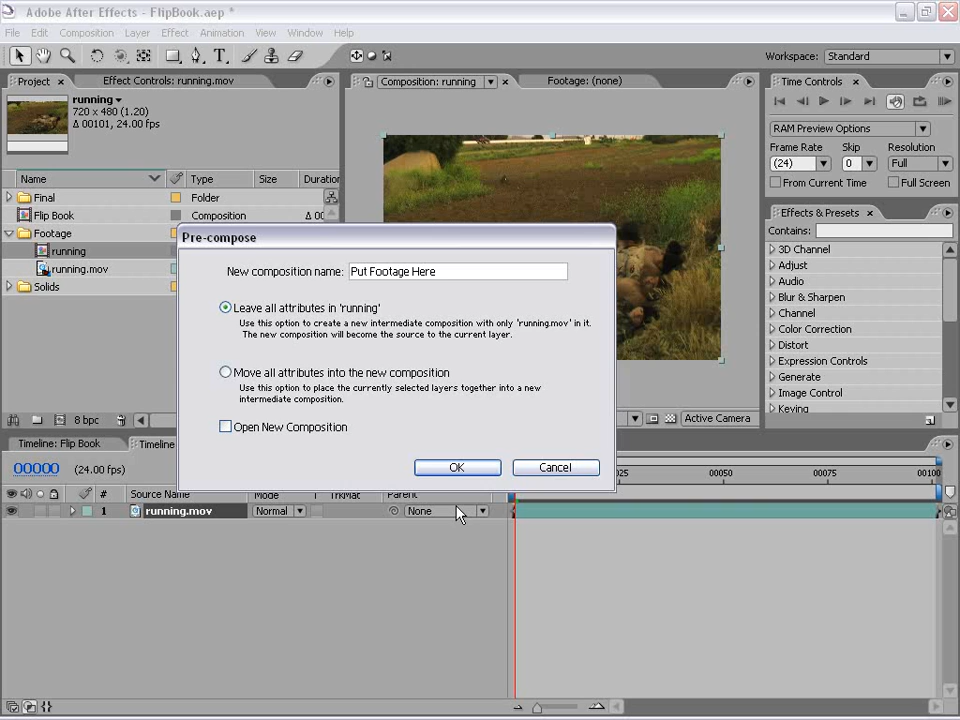 Adobe After Effects - FlipBook.aep *
File Edit Composition Layer Effect Animation View Window Help
Workspace: Standard
Project Effect Controls: running.mov
Composition: running Footage: (none)
Time Controls
running
720 x 480 (1.20)
Δ 00101, 24.00 fps
RAM Preview Options
Frame Rate Skip Resolution
(24) 0 Full
From Current Time Full Screen
Name Type Size Duratior
Final Folder
Flip Book Composition Δ 00
Footage
running
running.mov
Solids
8 bpc
Effects & Presets
Contains:
3D Channel
Adjust
Audio
Blur & Sharpen
Channel
Color Correction
Distort
Expression Controls
Generate
Image Control
Keying
Pre-compose
New composition name: Put Footage Here
Leave all attributes in 'running'
Use this option to create a new intermediate composition with only 'running.mov' in it.
The new composition will become the source to the current layer.
Move all attributes into the new composition
Use this option to place the currently selected layers together into a new
intermediate composition.
Open New Composition
OK Cancel
Active Camera
Timeline: Flip Book Timeline
00000 (24.00 fps)
025 00050 00075 00100
# Source Name Mode T TrkMat Parent
1 running.mov Normal None